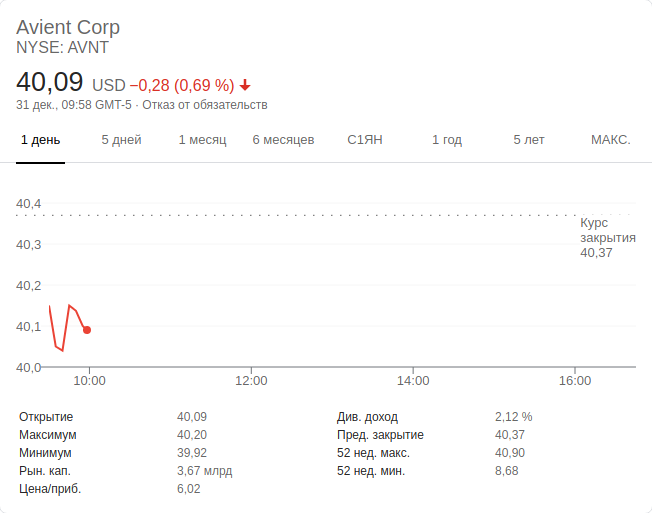 Avient Corp
NYSE: AVNT
40,09 USD −0,28 (0,69 %)
31 дек., 09:58 GMT-5 · Отказ от обязательств
1 день 5 дней 1 месяц 6 месяцев С1ЯН 1 год 5 лет МАКС.
40,4
Курс
закрытия
40,37
40,3
40,2
40,1
40,0
10:00 12:00 14:00 16:00
Открытие 40,09 Див. доход 2,12 %
Максимум 40,20 Пред. закрытие 40,37
Минимум 39,92 52 нед. макс. 40,90
Рын. кап. 3,67 млрд 52 нед. мин. 8,68
Цена/приб. 6,02